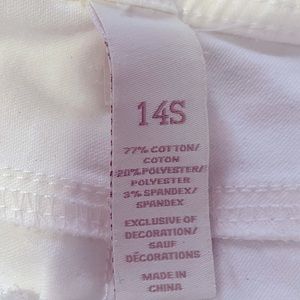 14S
77% COTTON/
COTON
20% POLYESTER/
POLYESTER
3% SPANDEX/
SPANDEX
EXCLUSIVE OF
DECORATION/
SAUF
DÉCORATIONS
MADE IN
CHINA